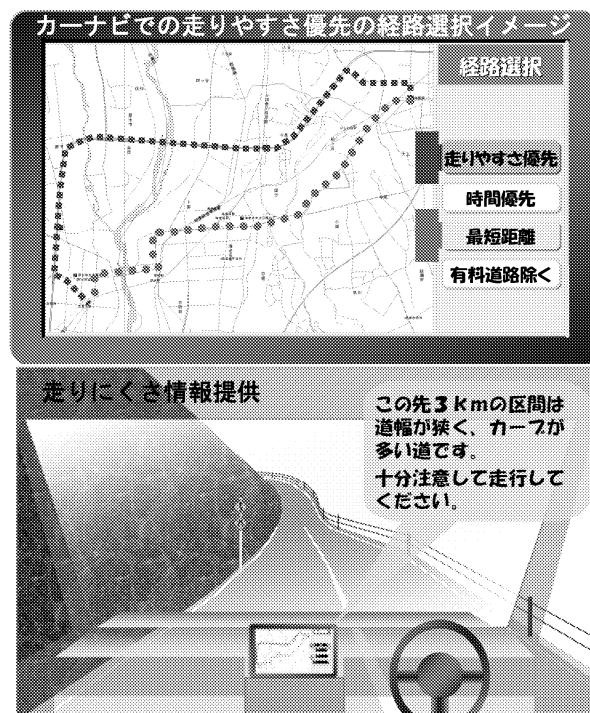 カーナビでの走りやすさ優先の経路選択イメージ
経路選択
走りやすさ優先
時間優先
最短距離
有料道路除く
走りにくさ情報提供
この先３ｋｍの区間は
道幅が狭く、カーブが
多い道です。
十分注意して走行して
ください。